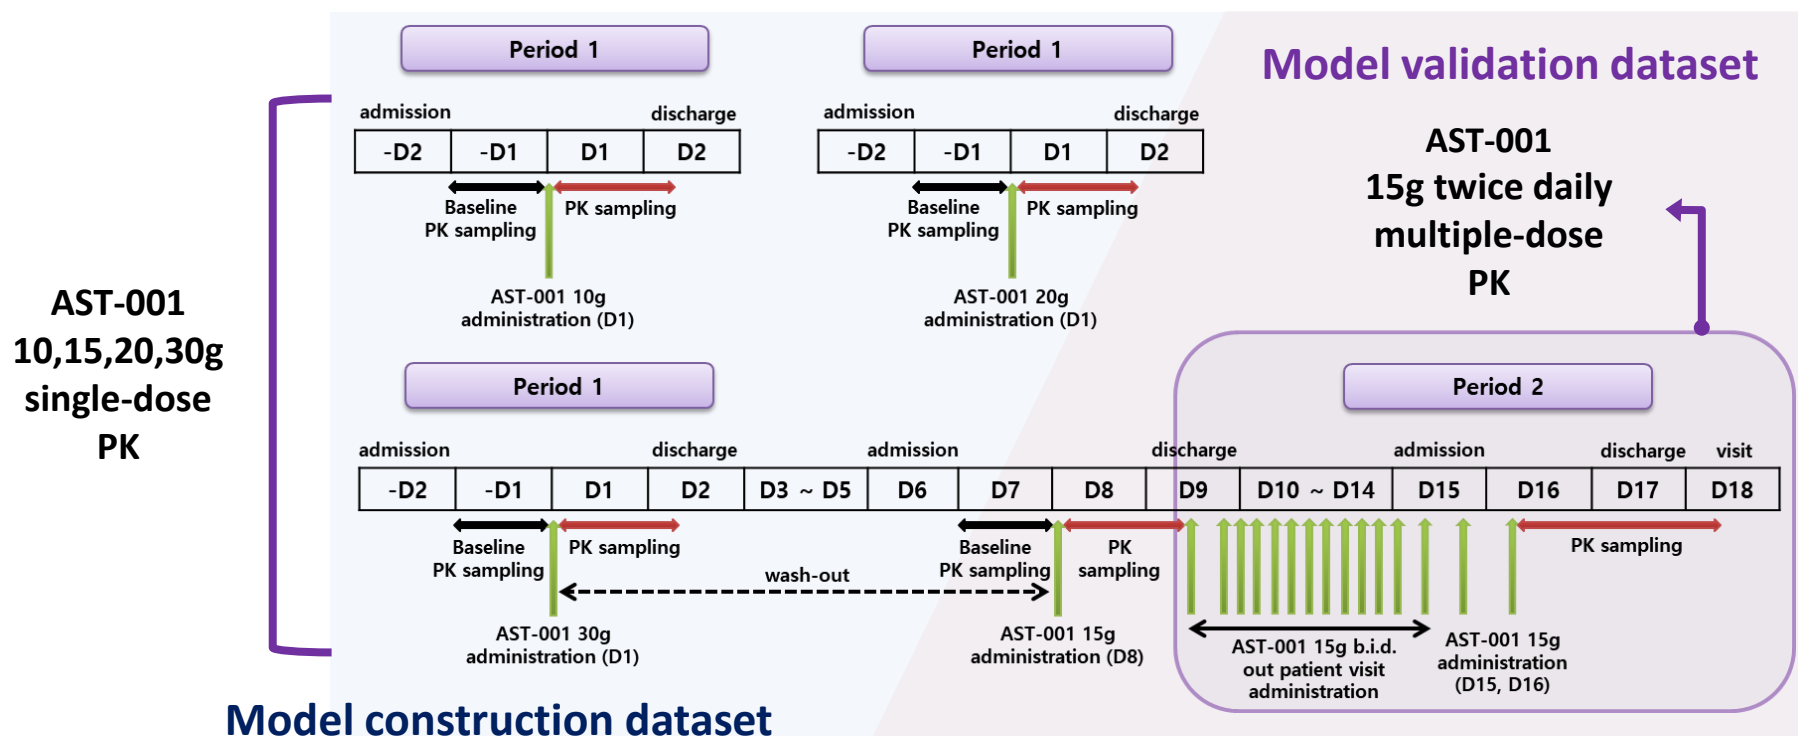 Period 1
Period 1
Model validation dataset
admission
discharge
-D2 -D1 D1 D2
Baseline
PK sampling
PK sampling
AST-001 10g
administration (D1)
admission
discharge
-D2 -D1 D1 D2
Baseline
PK sampling
PK sampling
AST-001 20g
administration (D1)
AST-001
15g twice daily
multiple-dose
PK
AST-001
10,15,20,30g
single-dose
PK
Period 1
Period 2
admission discharge admission discharge admission discharge visit
-D2 -D1 D1 D2 D3 ~ D5 D6 D7 D8 D9 D10 ~ D14 D15 D16 D17 D18
Baseline
PK sampling
PK sampling
wash-out
Baseline
PK sampling
PK
sampling
PK sampling
AST-001 30g
administration (D1)
AST-001 15g
administration (D8)
AST-001 15g b.i.d.
out patient visit
administration
AST-001 15g
administration
(D15, D16)
Model construction dataset